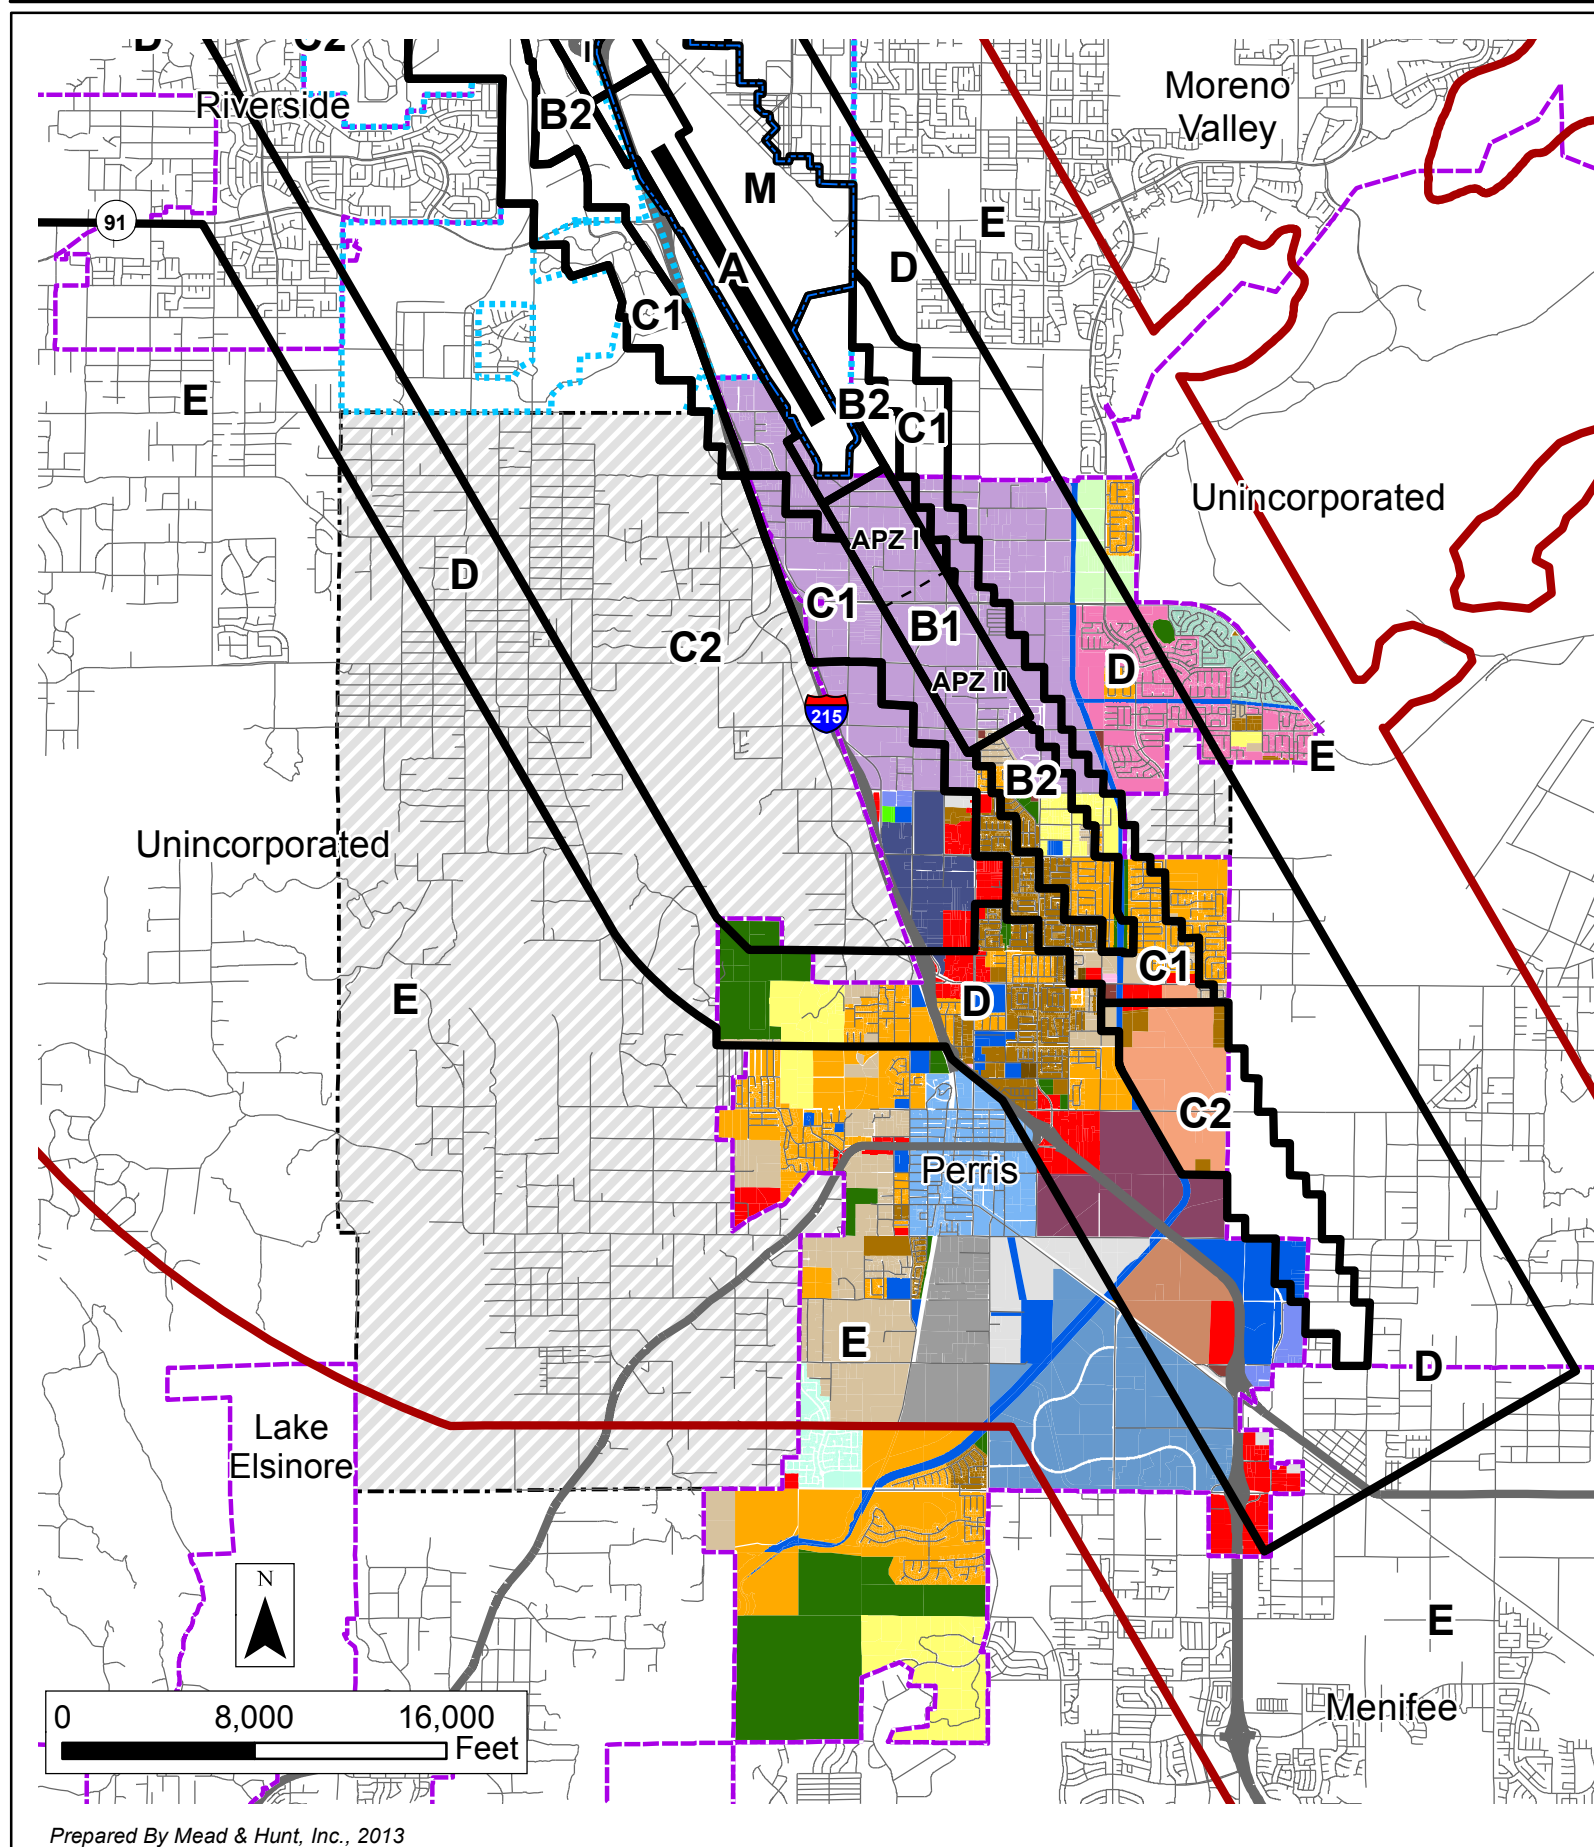 D
C2
I
Moreno
Valley
Riverside
B2
M
91
E
D
A
C1
E
B2
C1
Unincorporated
APZ I
D
C1
B1
C2
D
APZ II
215
E
B2
Unincorporated
C1
E
D
C2
Perris
E
D
Lake
Elsinore
N
E
Menifee
0 8,000 16,000
Feet
Prepared By Mead & Hunt, Inc., 2013